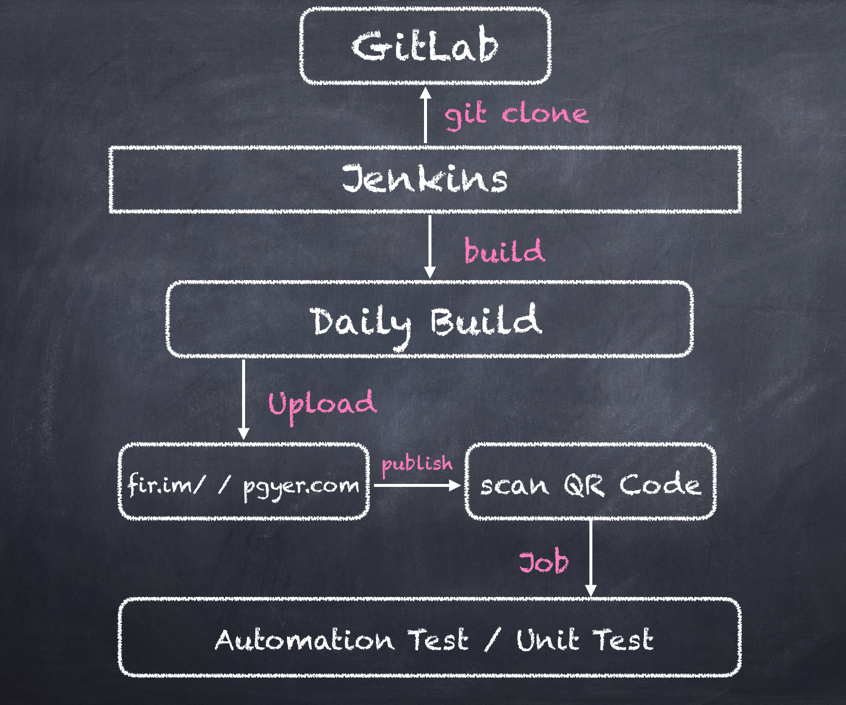 GitLab
git clone
Jenkins
build
Daily Build
Upload
fir.im/ / pgyer.com
publish
scan QR Code
Job
Automation Test / Unit Test